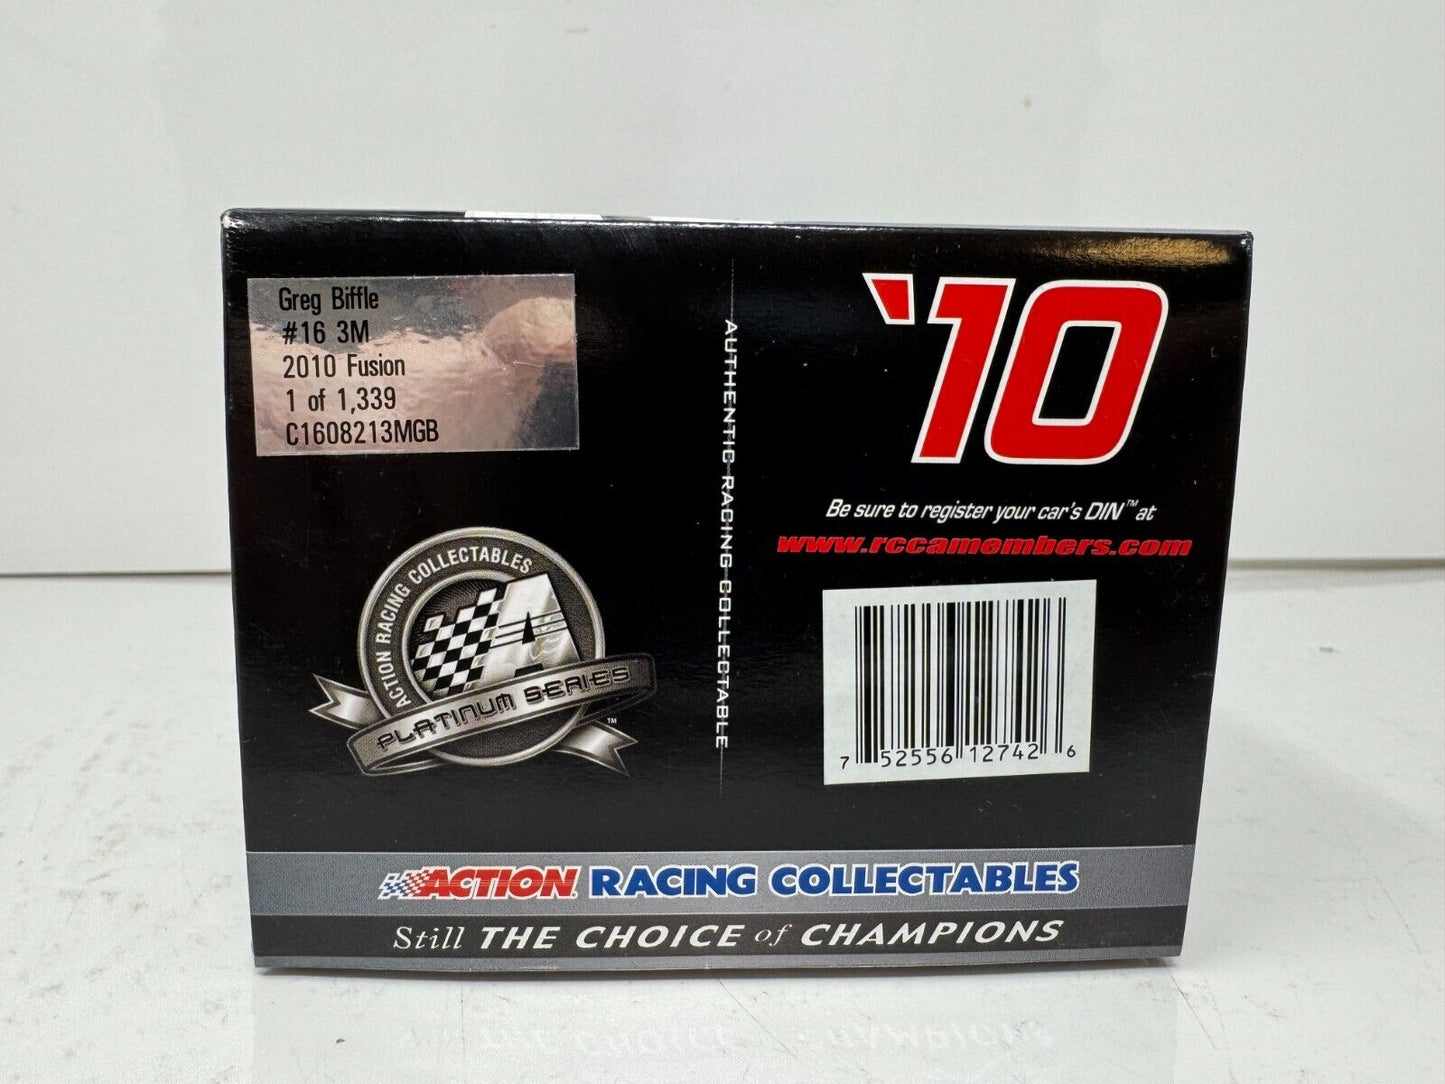 Greg Biffle
#16 3M
2010 Fusion
1 of 1,339
C1608213MGB
ACTION RACING COLLECTABLES
PLATINUM SERIES
TM
AUTHENTIC RACING COLLECTABLE
'10
Be sure to register your car's DIN™ at
www.rccamembers.com
7 52556 12742 6
ACTION RACING COLLECTABLES
Still THE CHOICE of CHAMPIONS